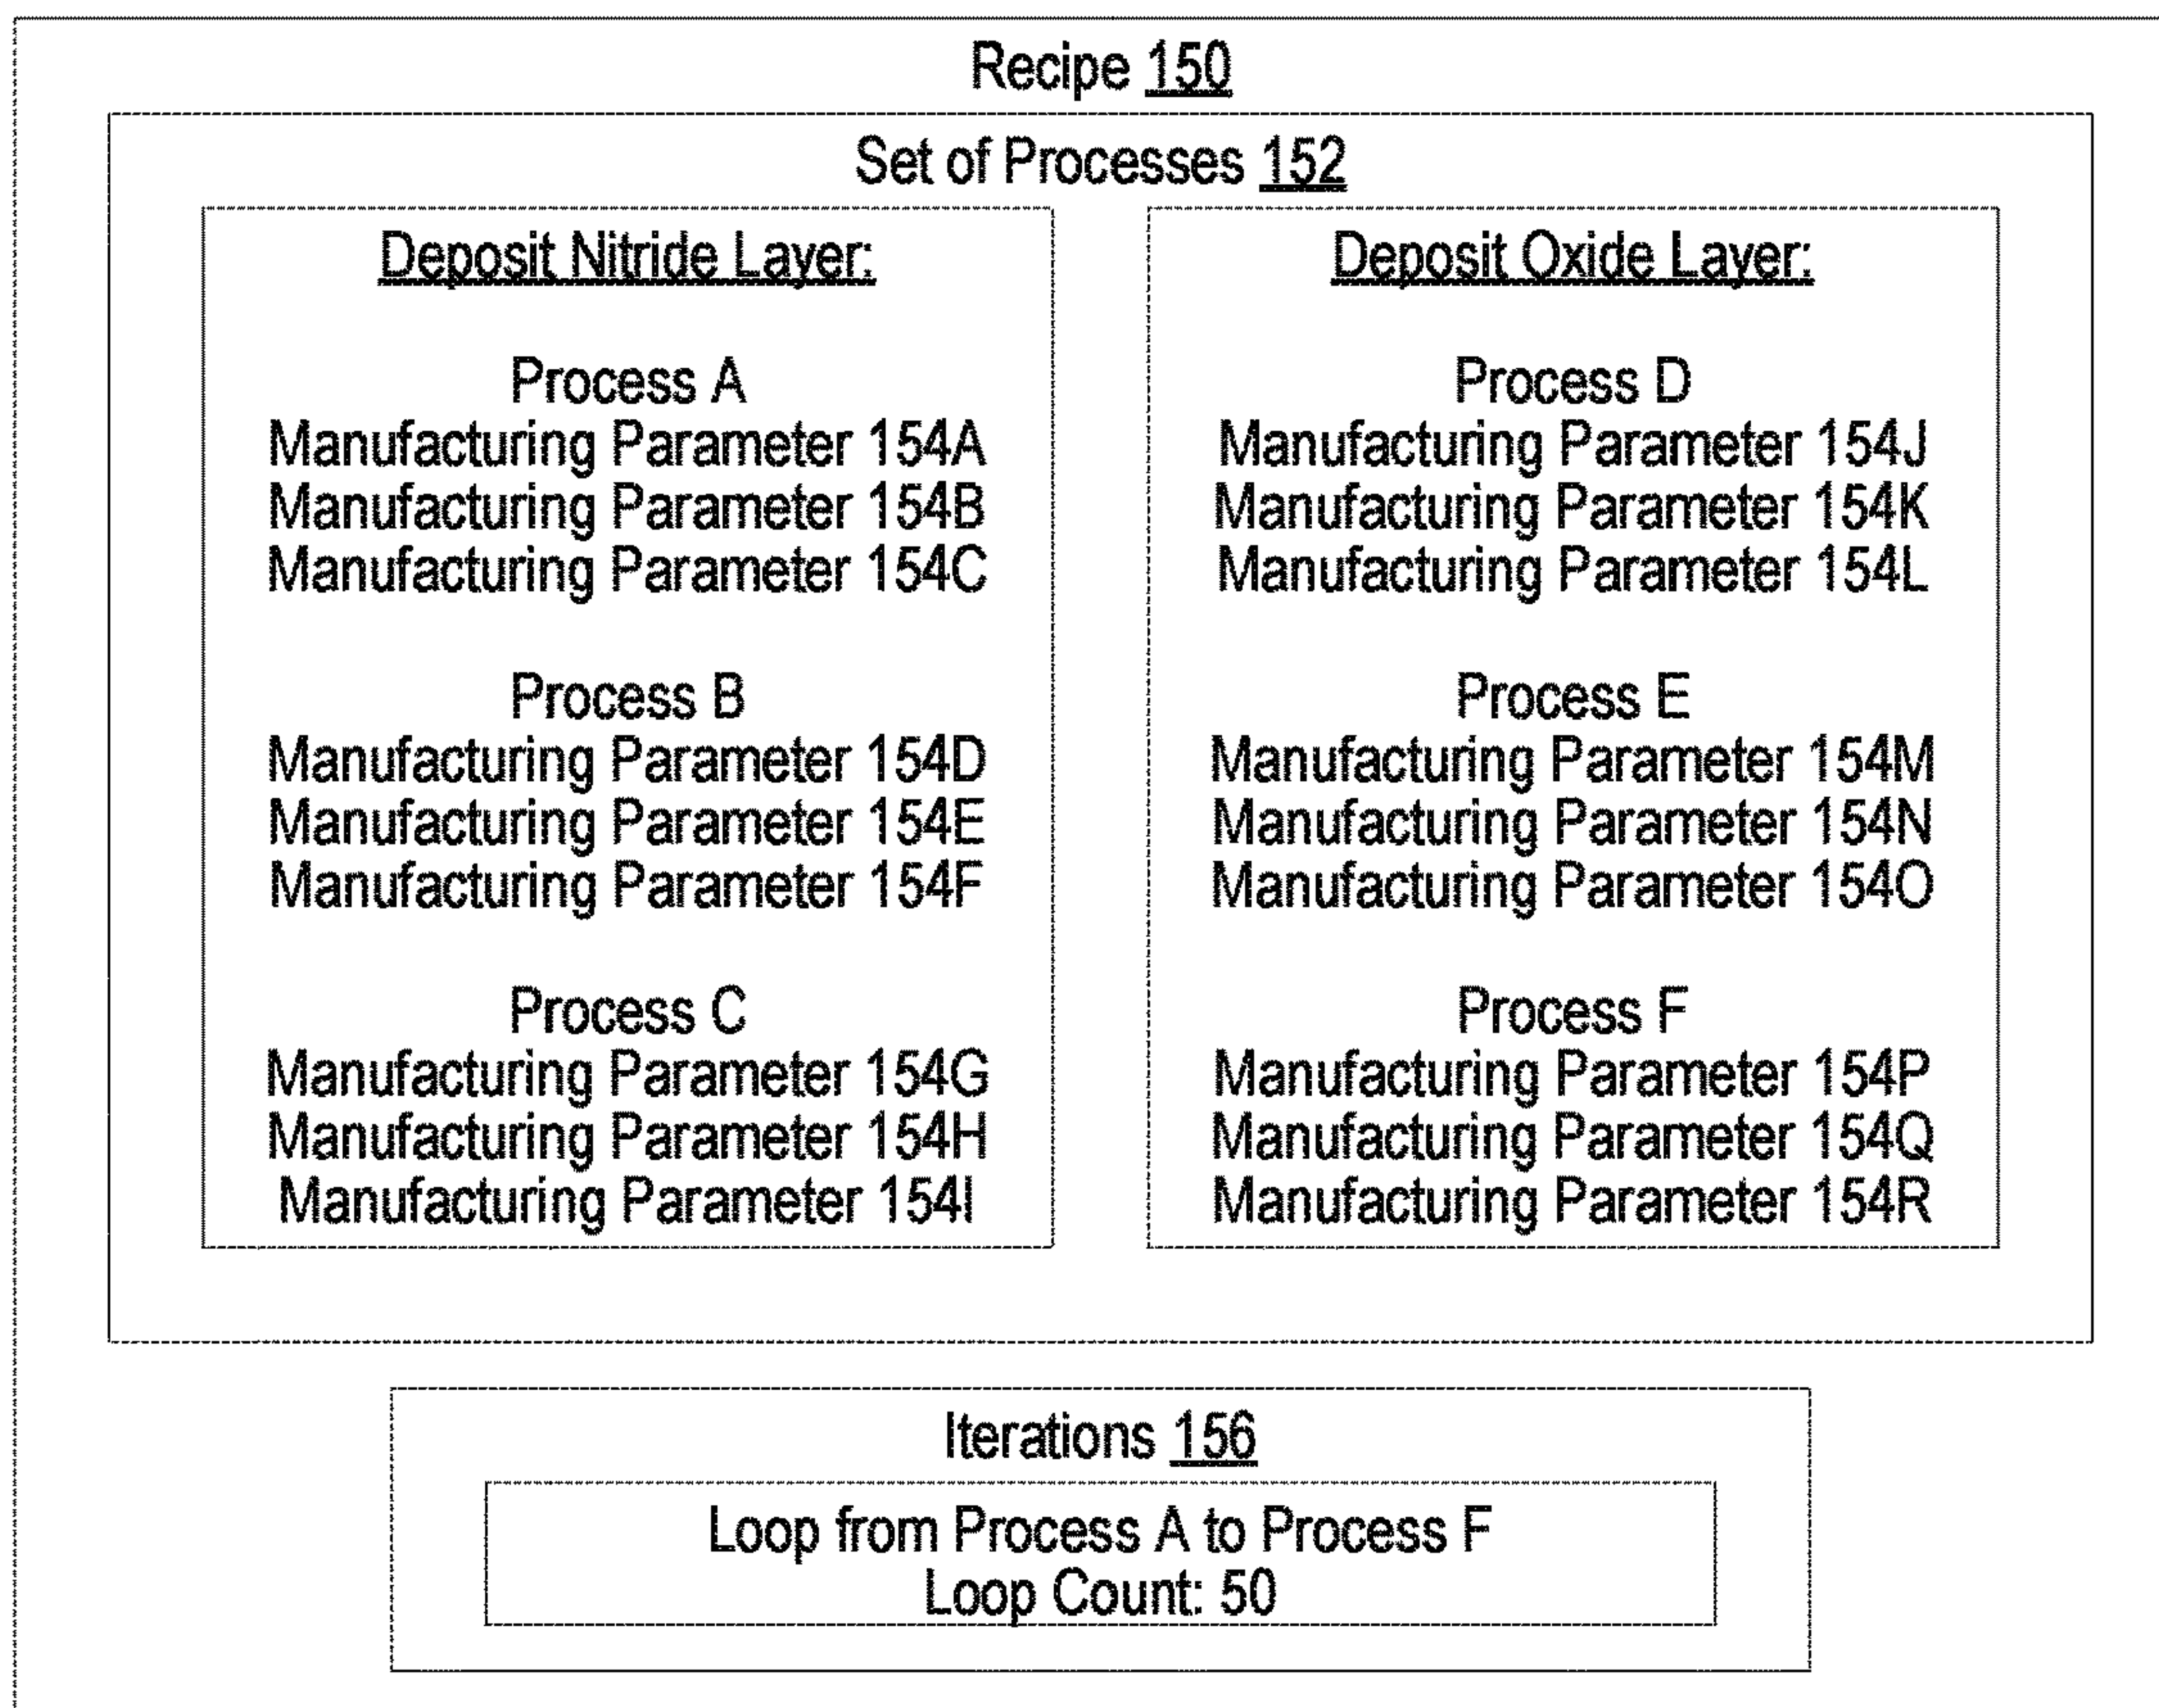 Recipe 150
Set of Processes 152
Deposit Nitride Layer:
Process A
Manufacturing Parameter 154A
Manufacturing Parameter 154B
Manufacturing Parameter 154C
Process B
Manufacturing Parameter 154D
Manufacturing Parameter 154E
Manufacturing Parameter 154F
Process C
Manufacturing Parameter 154G
Manufacturing Parameter 154H
Manufacturing Parameter 154I
Deposit Oxide Layer:
Process D
Manufacturing Parameter 154J
Manufacturing Parameter 154K
Manufacturing Parameter 154L
Process E
Manufacturing Parameter 154M
Manufacturing Parameter 154N
Manufacturing Parameter 154O
Process F
Manufacturing Parameter 154P
Manufacturing Parameter 154Q
Manufacturing Parameter 154R
Iterations 156
Loop from Process A to Process F
Loop Count: 50